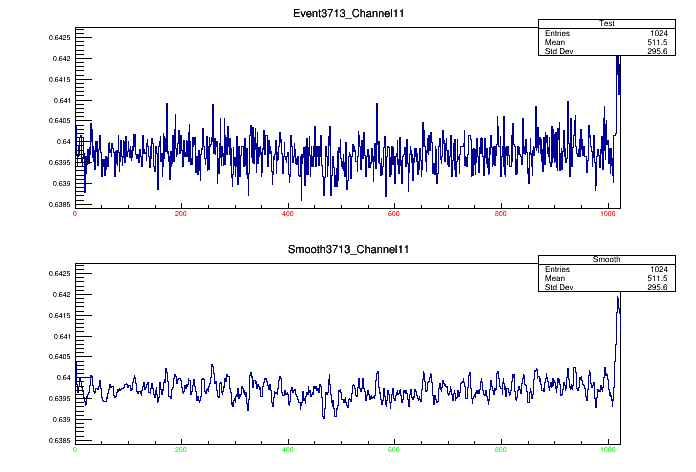 Event3713_Channel11
Test
Entries 1024
Mean 511.5
Std Dev 295.6
0.6425
0.642
0.6415
0.641
0.6405
0.64
0.6395
0.639
0.6385
0 200 400 600 800 1000
Smooth3713_Channel11
Smooth
Entries 1024
Mean 511.5
Std Dev 295.6
0.6425
0.642
0.6415
0.641
0.6405
0.64
0.6395
0.639
0.6385
0 200 400 600 800 1000